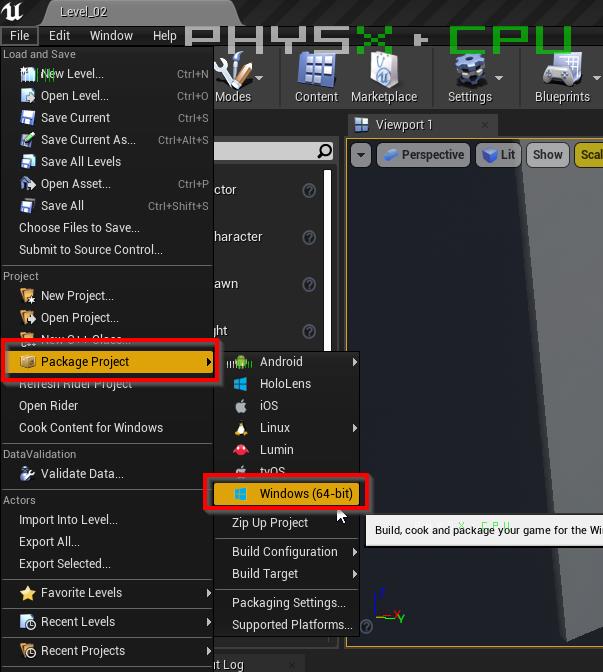 Level_02
File Edit Window Help
PHYSX ▸ CPU
Load and Save
New Level... Ctrl+N
Open Level... Ctrl+O
Save Current Ctrl+S
Save Current As... Ctrl+Alt+S
Save All Levels
Open Asset... Ctrl+P
Save All Ctrl+Shift+S
Choose Files to Save...
Submit to Source Control...
Project
New Project...
Open Project...
New C++ Class...
Package Project
Refresh Rider Project
Open Rider
Cook Content for Windows
DataValidation
Validate Data...
Actors
Import Into Level...
Export All...
Export Selected...
Favorite Levels
Recent Levels
Recent Projects
Modes Content Marketplace Settings Blueprints
Viewport 1
Perspective Lit Show Scal
ctor
haracter
awn
ght
Android
HoloLens
iOS
Linux
Lumin
tvOS
Windows (64-bit)
Zip Up Project
Build Configuration
Build Target
Packaging Settings...
Supported Platforms...
Build, cook and package your game for the Wi
X CPU
Z
X
Y
t Log